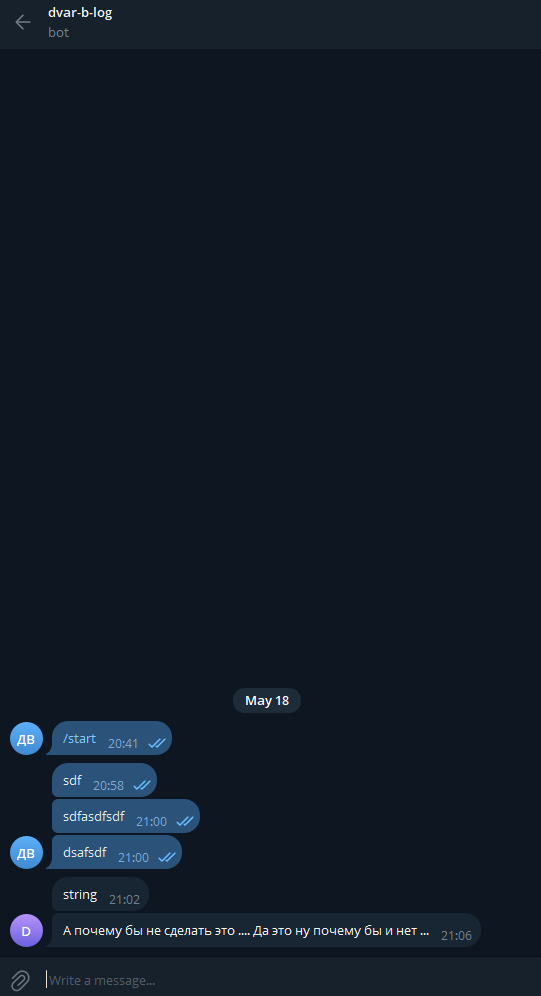 dvar-b-log
bot
May 18
ДВ
/start 20:41
sdf 20:58
sdfasdfsdf 21:00
ДВ
dsafsdf 21:00
string 21:02
D
А почему бы не сделать это .... Да это ну почему бы и нет ... 21:06
Write a message...